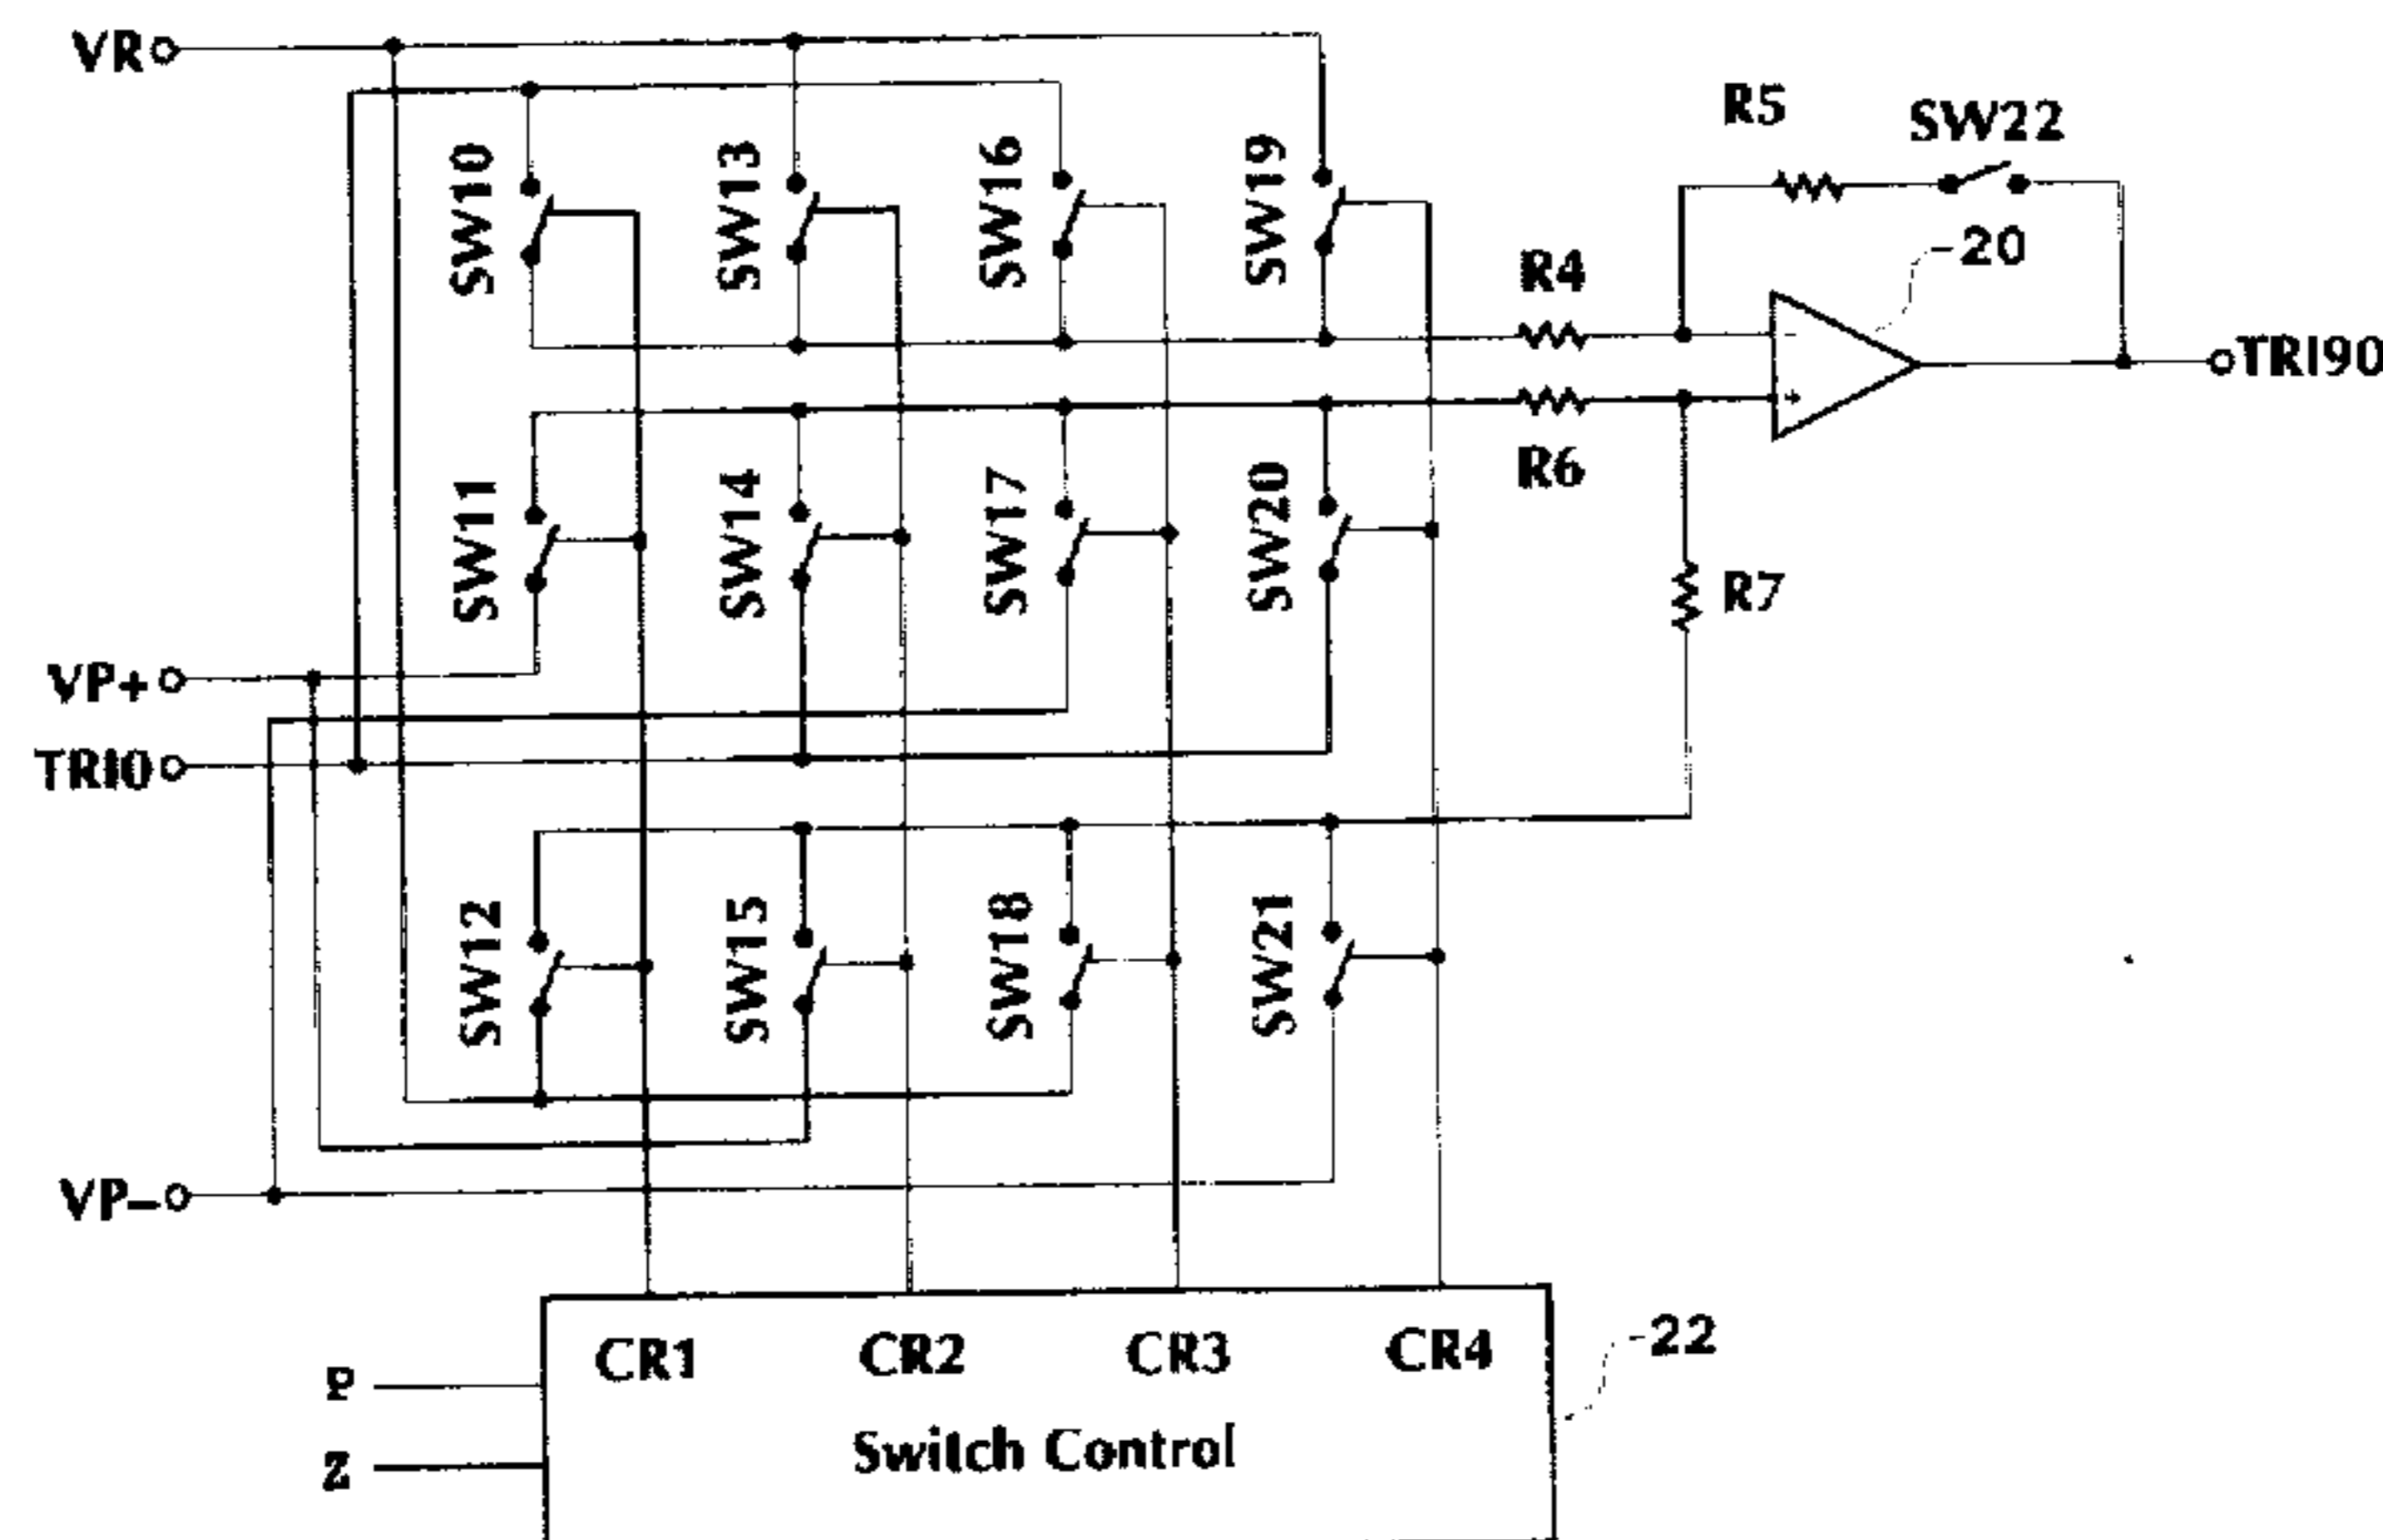 VR
R5
SW22
SW10
SW13
SW16
SW19
20
R4
TRI90
-
+
R6
SW11
SW14
SW17
SW20
R7
VP+
TRI0
SW12
SW15
SW18
SW21
VP−
CR1
CR2
CR3
CR4
22
P
Switch Control
Z